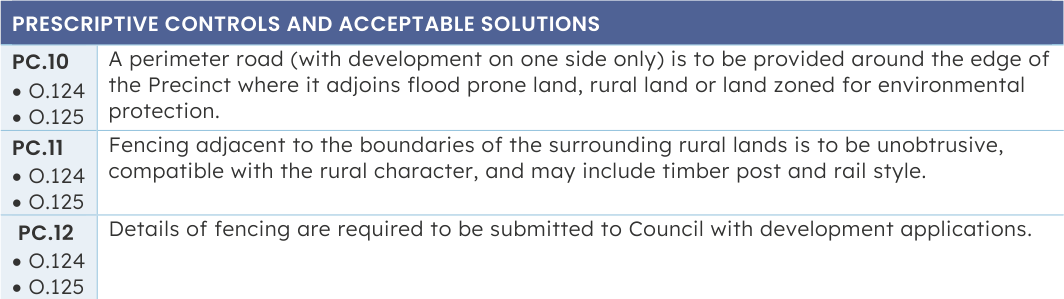 PRESCRIPTIVE CONTROLS AND ACCEPTABLE SOLUTIONS
PC.10
• O.124
• O.125
A perimeter road (with development on one side only) is to be provided around the edge of
the Precinct where it adjoins flood prone land, rural land or land zoned for environmental
protection.
PC.11
• O.124
• O.125
Fencing adjacent to the boundaries of the surrounding rural lands is to be unobtrusive,
compatible with the rural character, and may include timber post and rail style.
PC.12
• O.124
• O.125
Details of fencing are required to be submitted to Council with development applications.